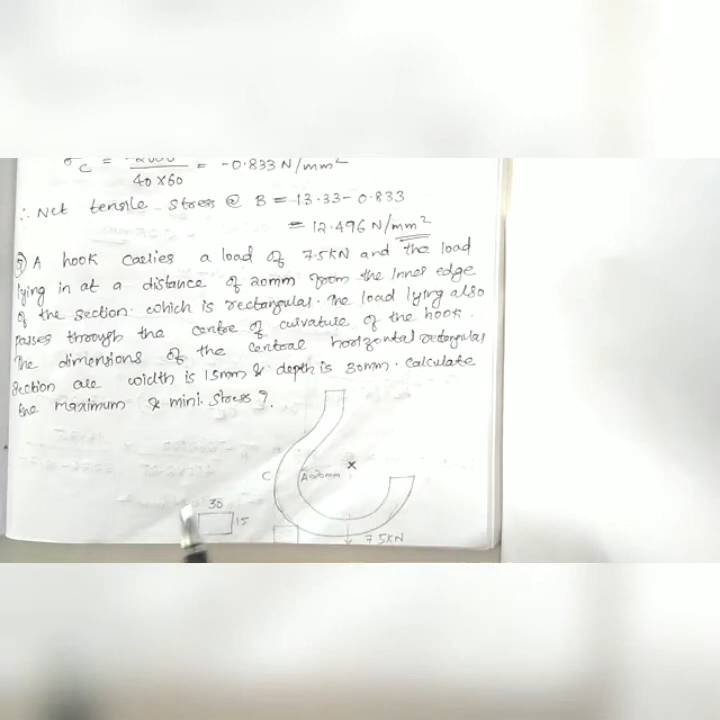 σc = -2000 / 40×60 = -0.833 N/mm²
∴ Net tensile stress @ B = 13.33 - 0.833
= 12.496 N/mm²
⑤ A hook carries a load of 7.5KN and the load
lying in at a distance of 20mm from the inner edge
of the section. which is rectangular. The load lying also
passes through the centre of curvature of the hook.
The dimensions of the central horizontal rectangular
section are width is 15mm & depth is 30mm. calculate
the maximum & mini. stress?
C
A 20mm
x
30
15
7.5KN